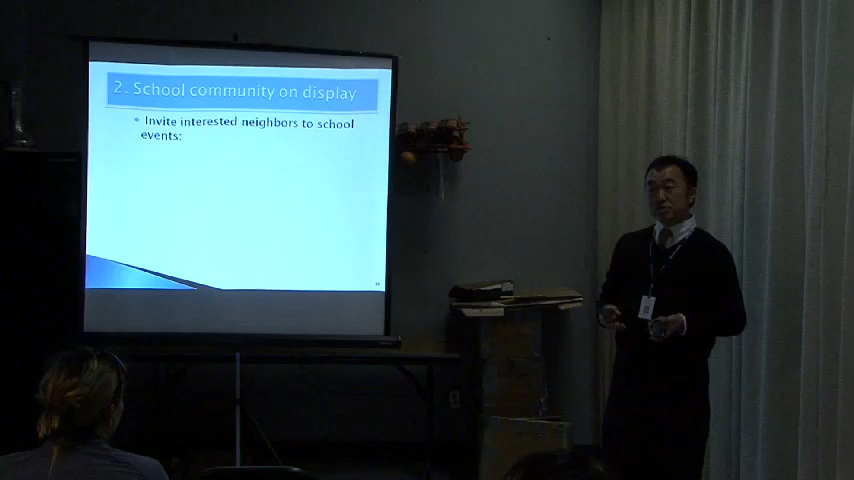 2. School community on display
Invite interested neighbors to school
events: